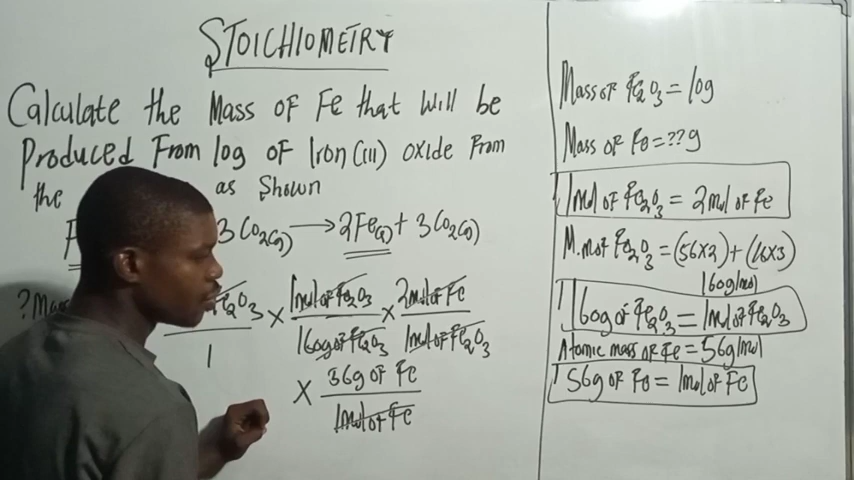 STOICHIOMETRY
Calculate the Mass of Fe that will be
Produced From 10g of Iron (III) oxide From
the as Shown
3CO2(g) → 2Fe(s) + 3CO2(g)
Fe2O3 × 1mol of Fe2O3 × 2mol of Fe
1 160g of Fe2O3 1mol of Fe2O3
× 56g of Fe
1mol of Fe
Mass of Fe2O3 = 10g
Mass of Fe = ??g
1mol of Fe2O3 = 2mol of Fe
M.m of Fe2O3 = (56×2) + (16×3)
160g/mol
160g of Fe2O3 = 1mol of Fe2O3
Atomic mass of Fe = 56g/mol
56g of Fe = 1mol of Fe